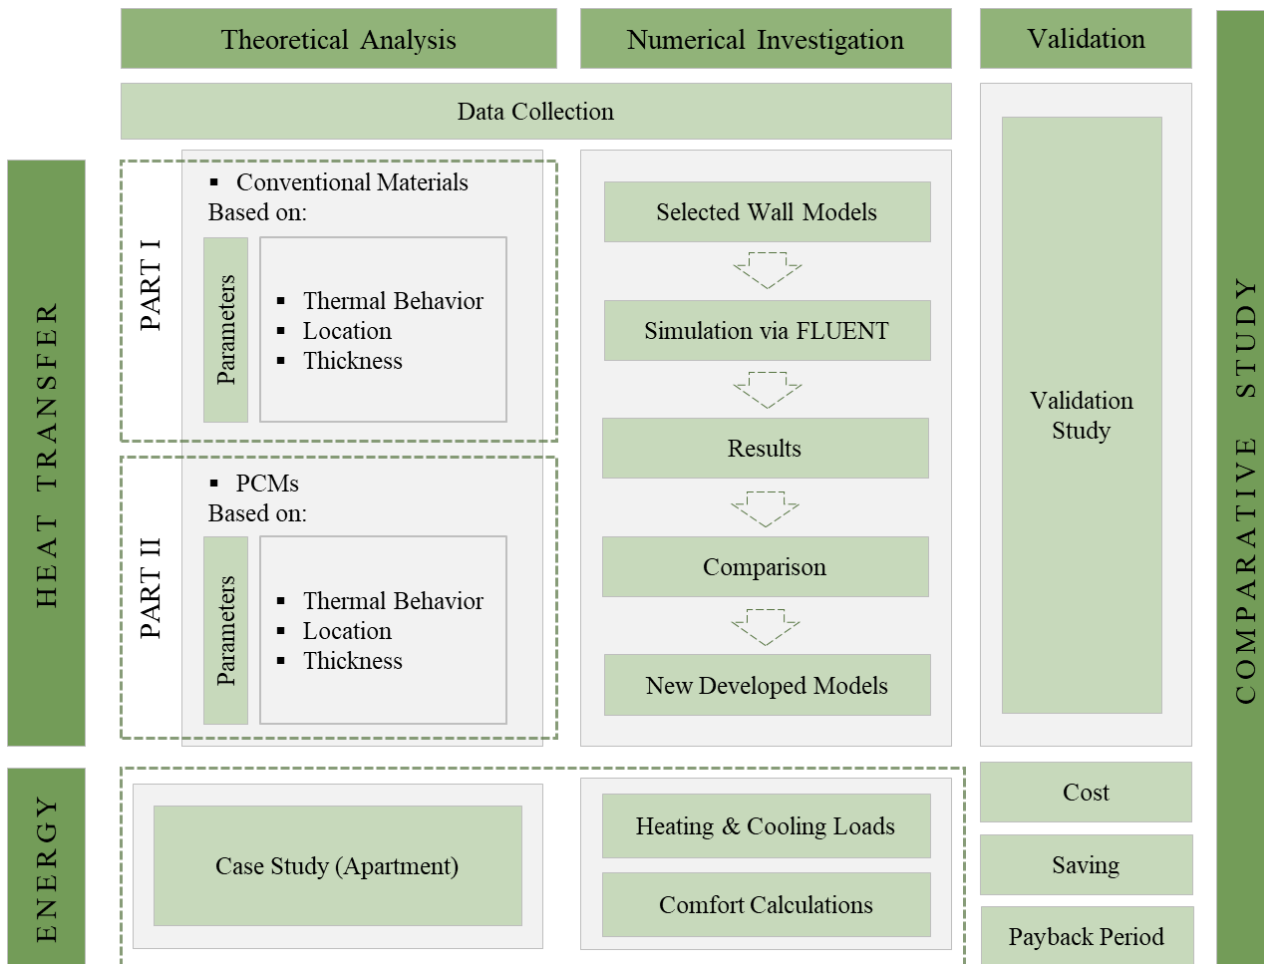 Theoretical Analysis
Numerical Investigation
Validation
Data Collection
HEAT TRANSFER
PART I
▪ Conventional Materials
Based on:
Parameters
▪ Thermal Behavior
▪ Location
▪ Thickness
PART II
▪ PCMs
Based on:
Parameters
▪ Thermal Behavior
▪ Location
▪ Thickness
Selected Wall Models
Simulation via FLUENT
Results
Comparison
New Developed Models
Validation
Study
COMPARATIVE STUDY
ENERGY
Case Study (Apartment)
Heating & Cooling Loads
Comfort Calculations
Cost
Saving
Payback Period